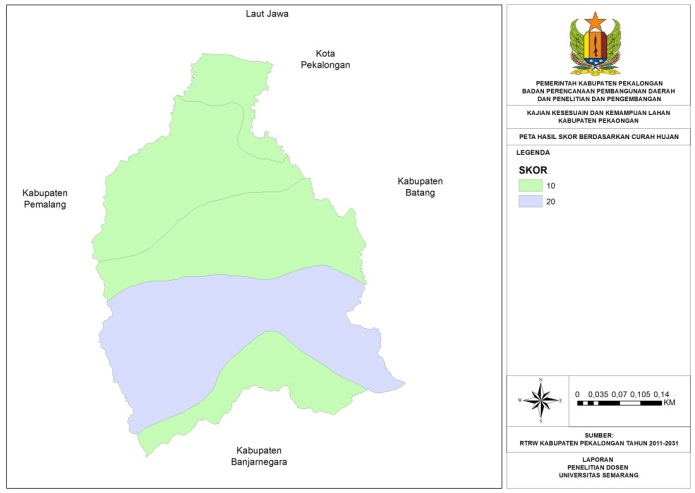 Laut Jawa
Kota
Pekalongan
Kabupaten
Pemalang
Kabupaten
Batang
Kabupaten
Banjarnegara
PEMERINTAH KABUPATEN PEKALONGAN
BADAN PERENCANAAN PEMBANGUNAN DAERAH
DAN PENELITIAN DAN PENGEMBANGAN
KAJIAN KESESUAIN DAN KEMAMPUAN LAHAN
KABUPATEN PEKAONGAN
PETA HASIL SKOR BERDASARKAN CURAH HUJAN
LEGENDA
SKOR
10
20
N
W E
S
0 0,035 0,07 0,105 0,14
KM
SUMBER:
RTRW KABUPATEN PEKALONGAN TAHUN 2011-2031
LAPORAN
PENELITIAN DOSEN
UNIVERSITAS SEMARANG